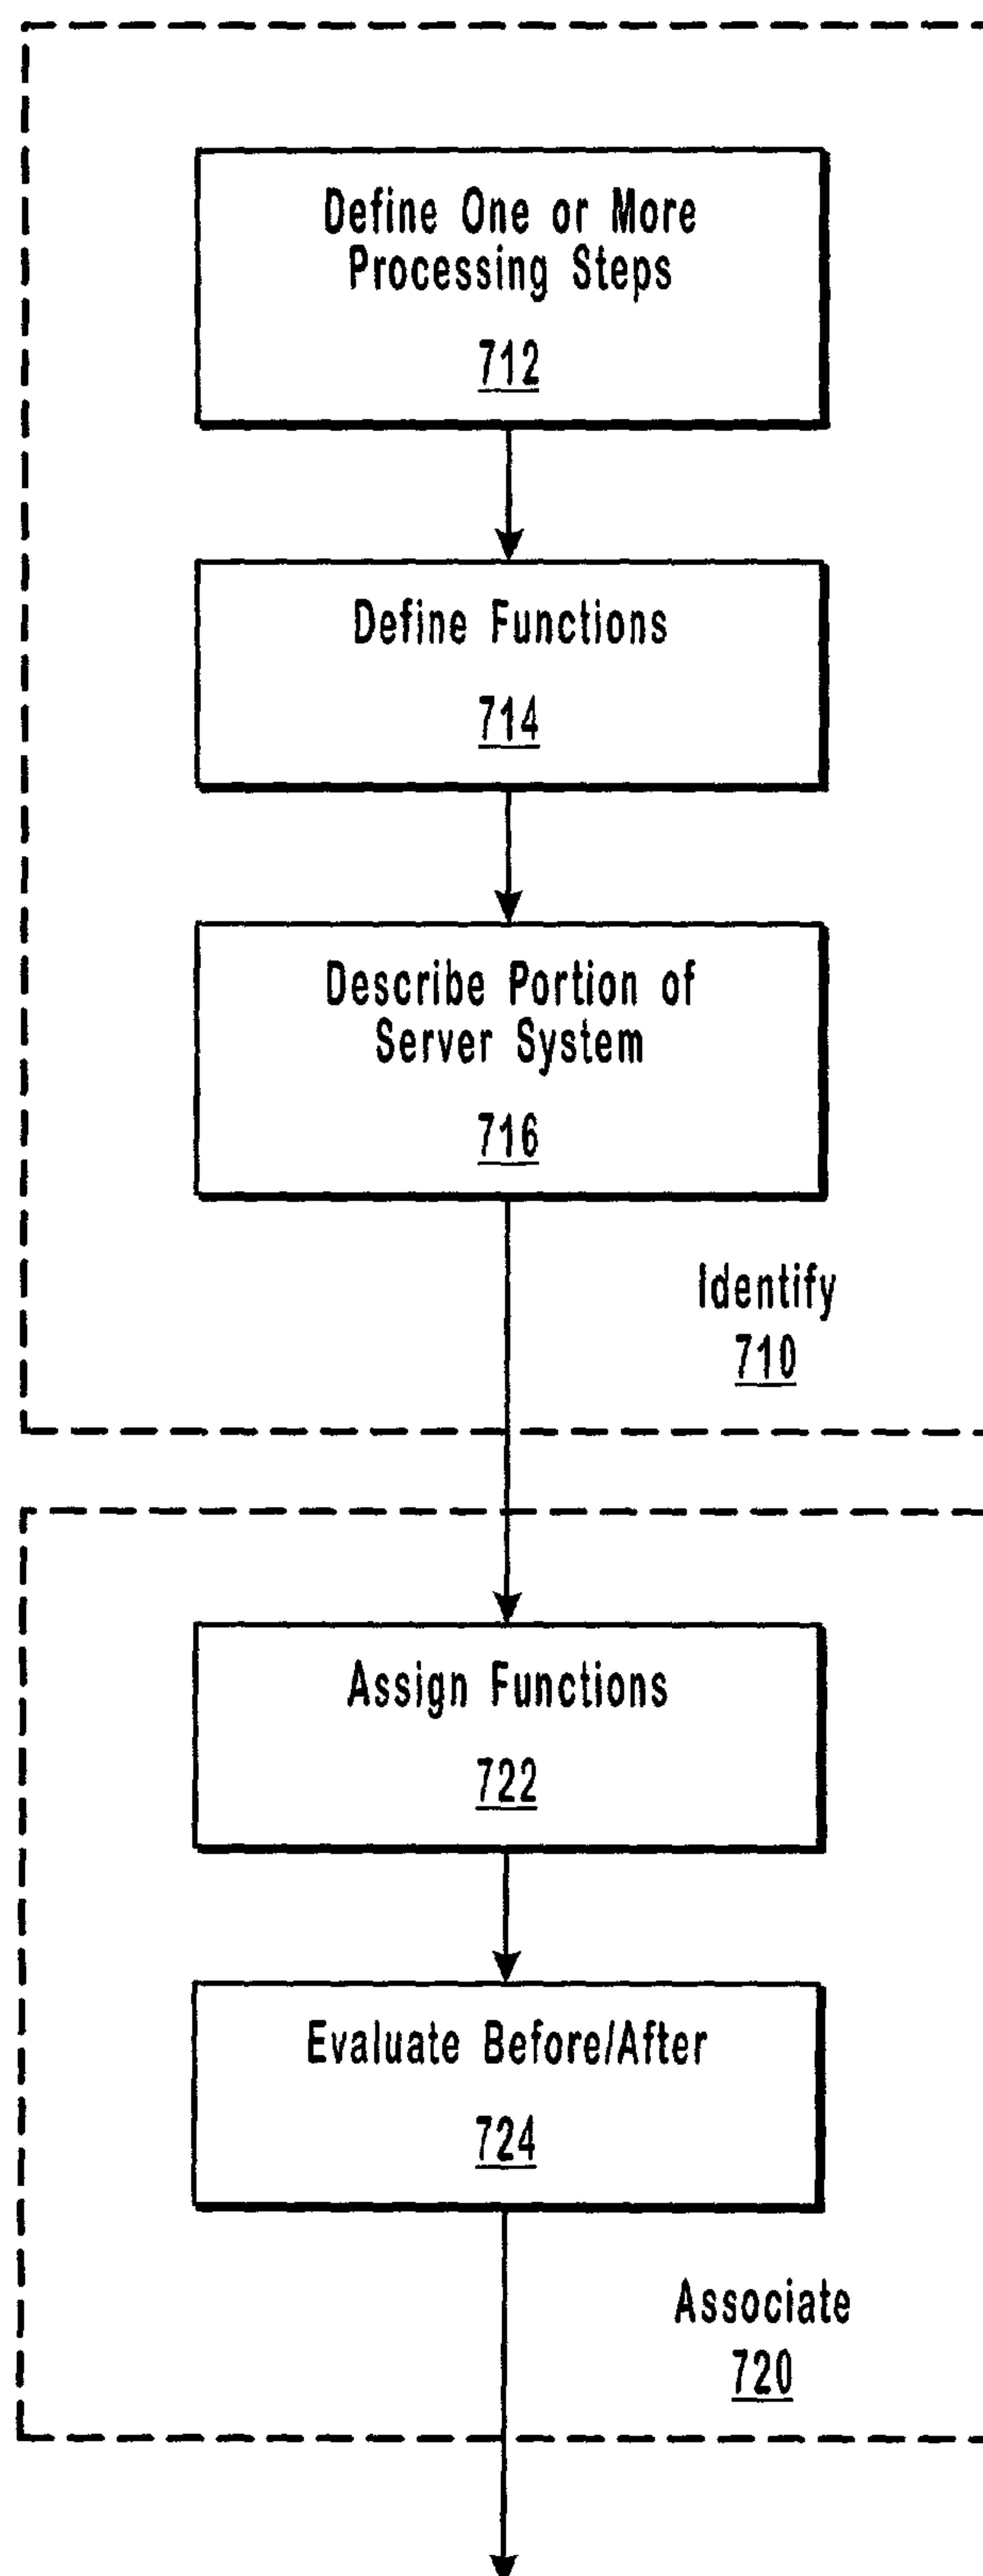 Define One or More
Processing Steps
712
Define Functions
714
Describe Portion of
Server System
716
Identify
710
Assign Functions
722
Evaluate Before/After
724
Associate
720